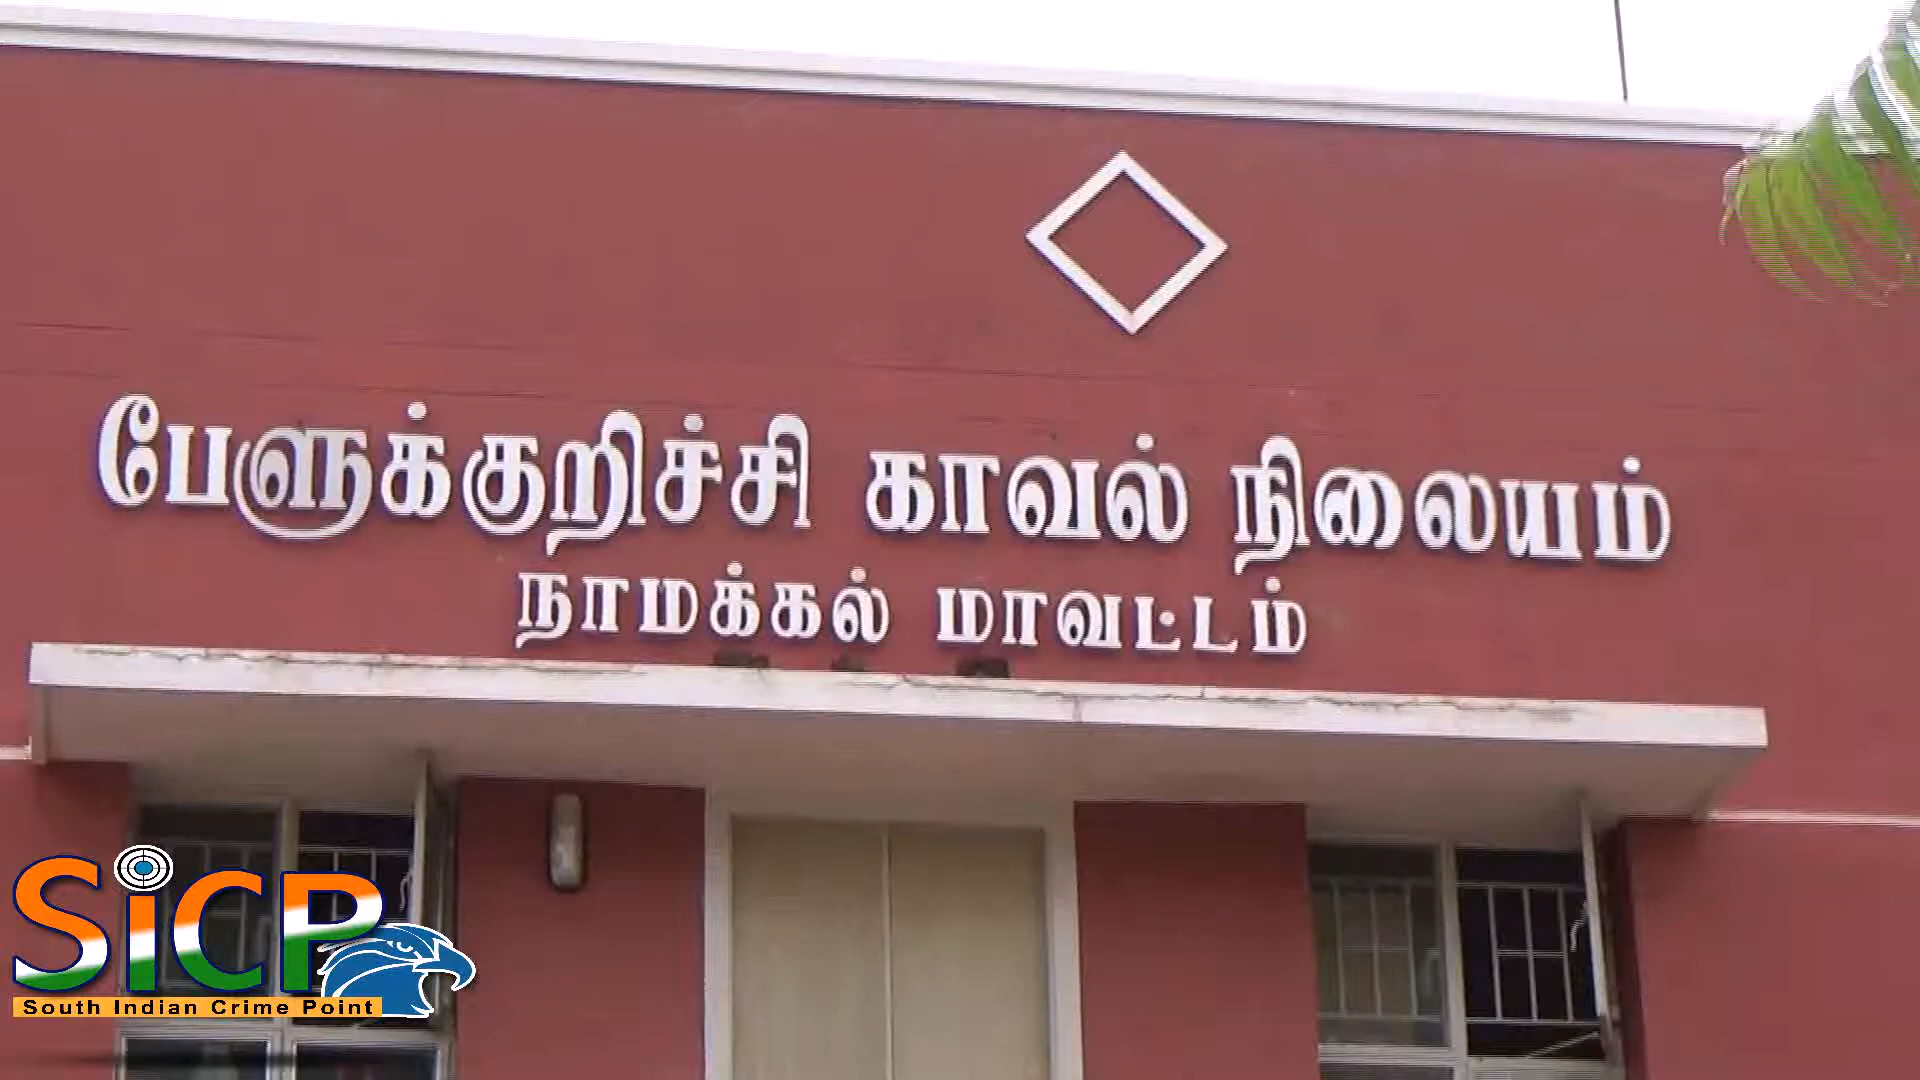 பேளுக்குறிச்சி காவல் நிலையம்
நாமக்கல் மாவட்டம்
SiCP
South Indian Crime Point